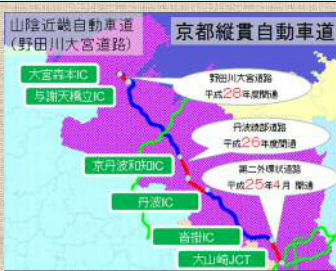 山陰近畿自動車道
(野田川大宮道路)
京都縦貫自動車道
大宮森本IC
与謝天橋立IC
野田川大宮道路
平成28年度開通
丹波綾部道路
平成26年度開通
京丹波和知IC
丹波IC
第二外環状道路
平成25年4月 開通
沓掛IC
大山崎JCT